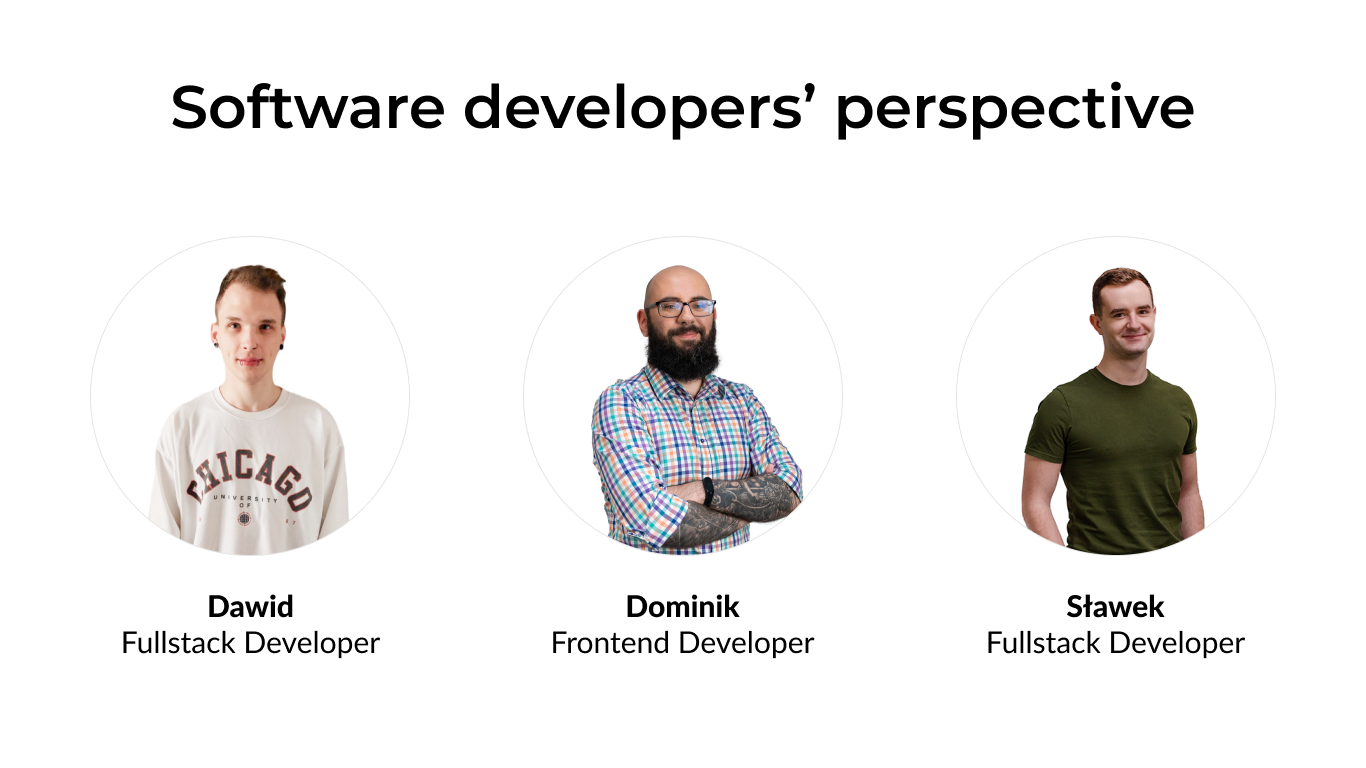 Software developers’ perspective
CHICAGO
UNIVERSITY
OF
Dawid
Fullstack Developer
Dominik
Frontend Developer
Sławek
Fullstack Developer